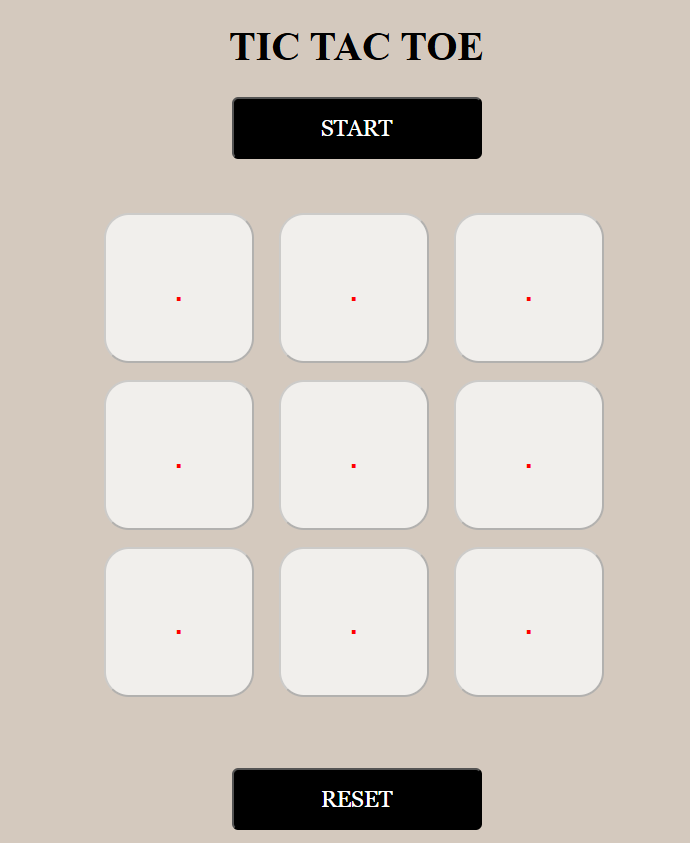 TIC TAC TOE
START
. . .
. . .
. . .
RESET